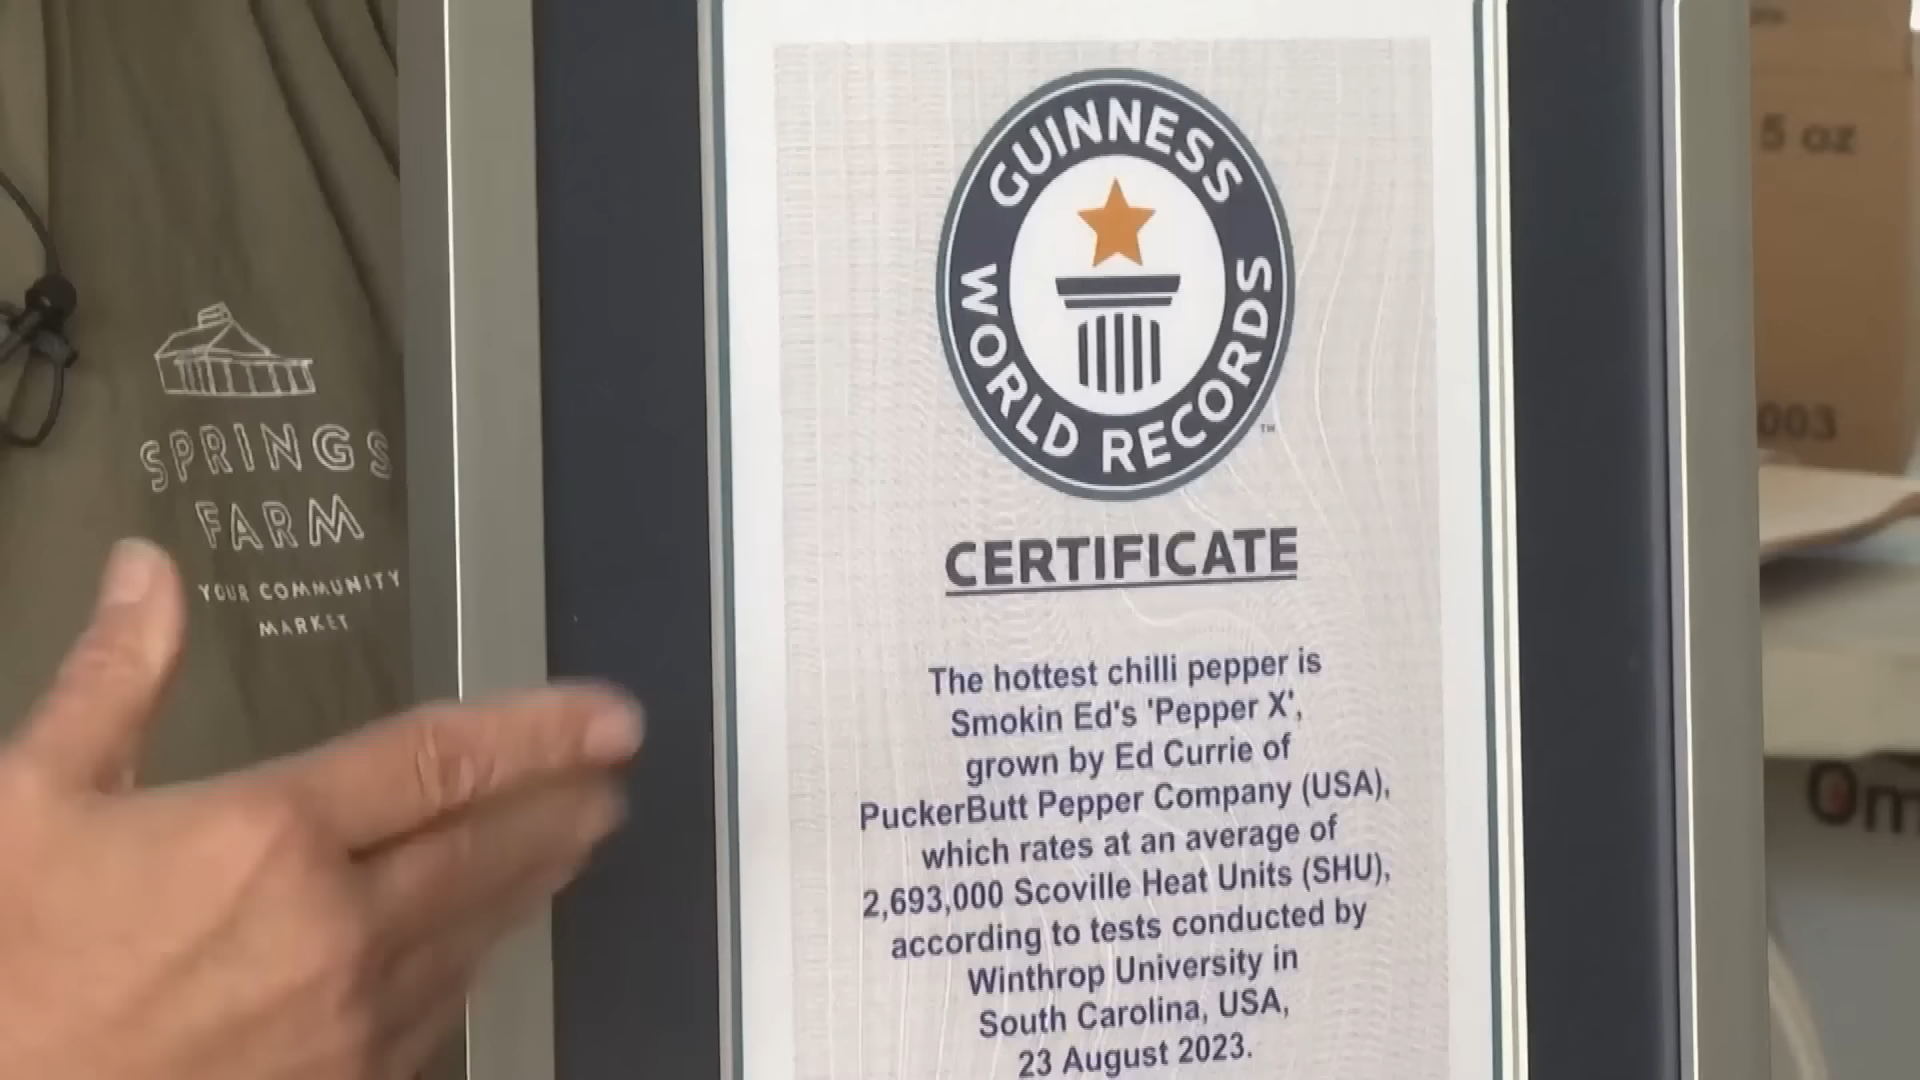 SPRINGS
FARM
YOUR COMMUNITY
MARKET
GUINNESS
WORLD RECORDS
TM
CERTIFICATE
The hottest chilli pepper is
Smokin Ed's 'Pepper X',
grown by Ed Currie of
PuckerButt Pepper Company (USA),
which rates at an average of
2,693,000 Scoville Heat Units (SHU),
according to tests conducted by
Winthrop University in
South Carolina, USA,
23 August 2023.
5 oz
003
Om